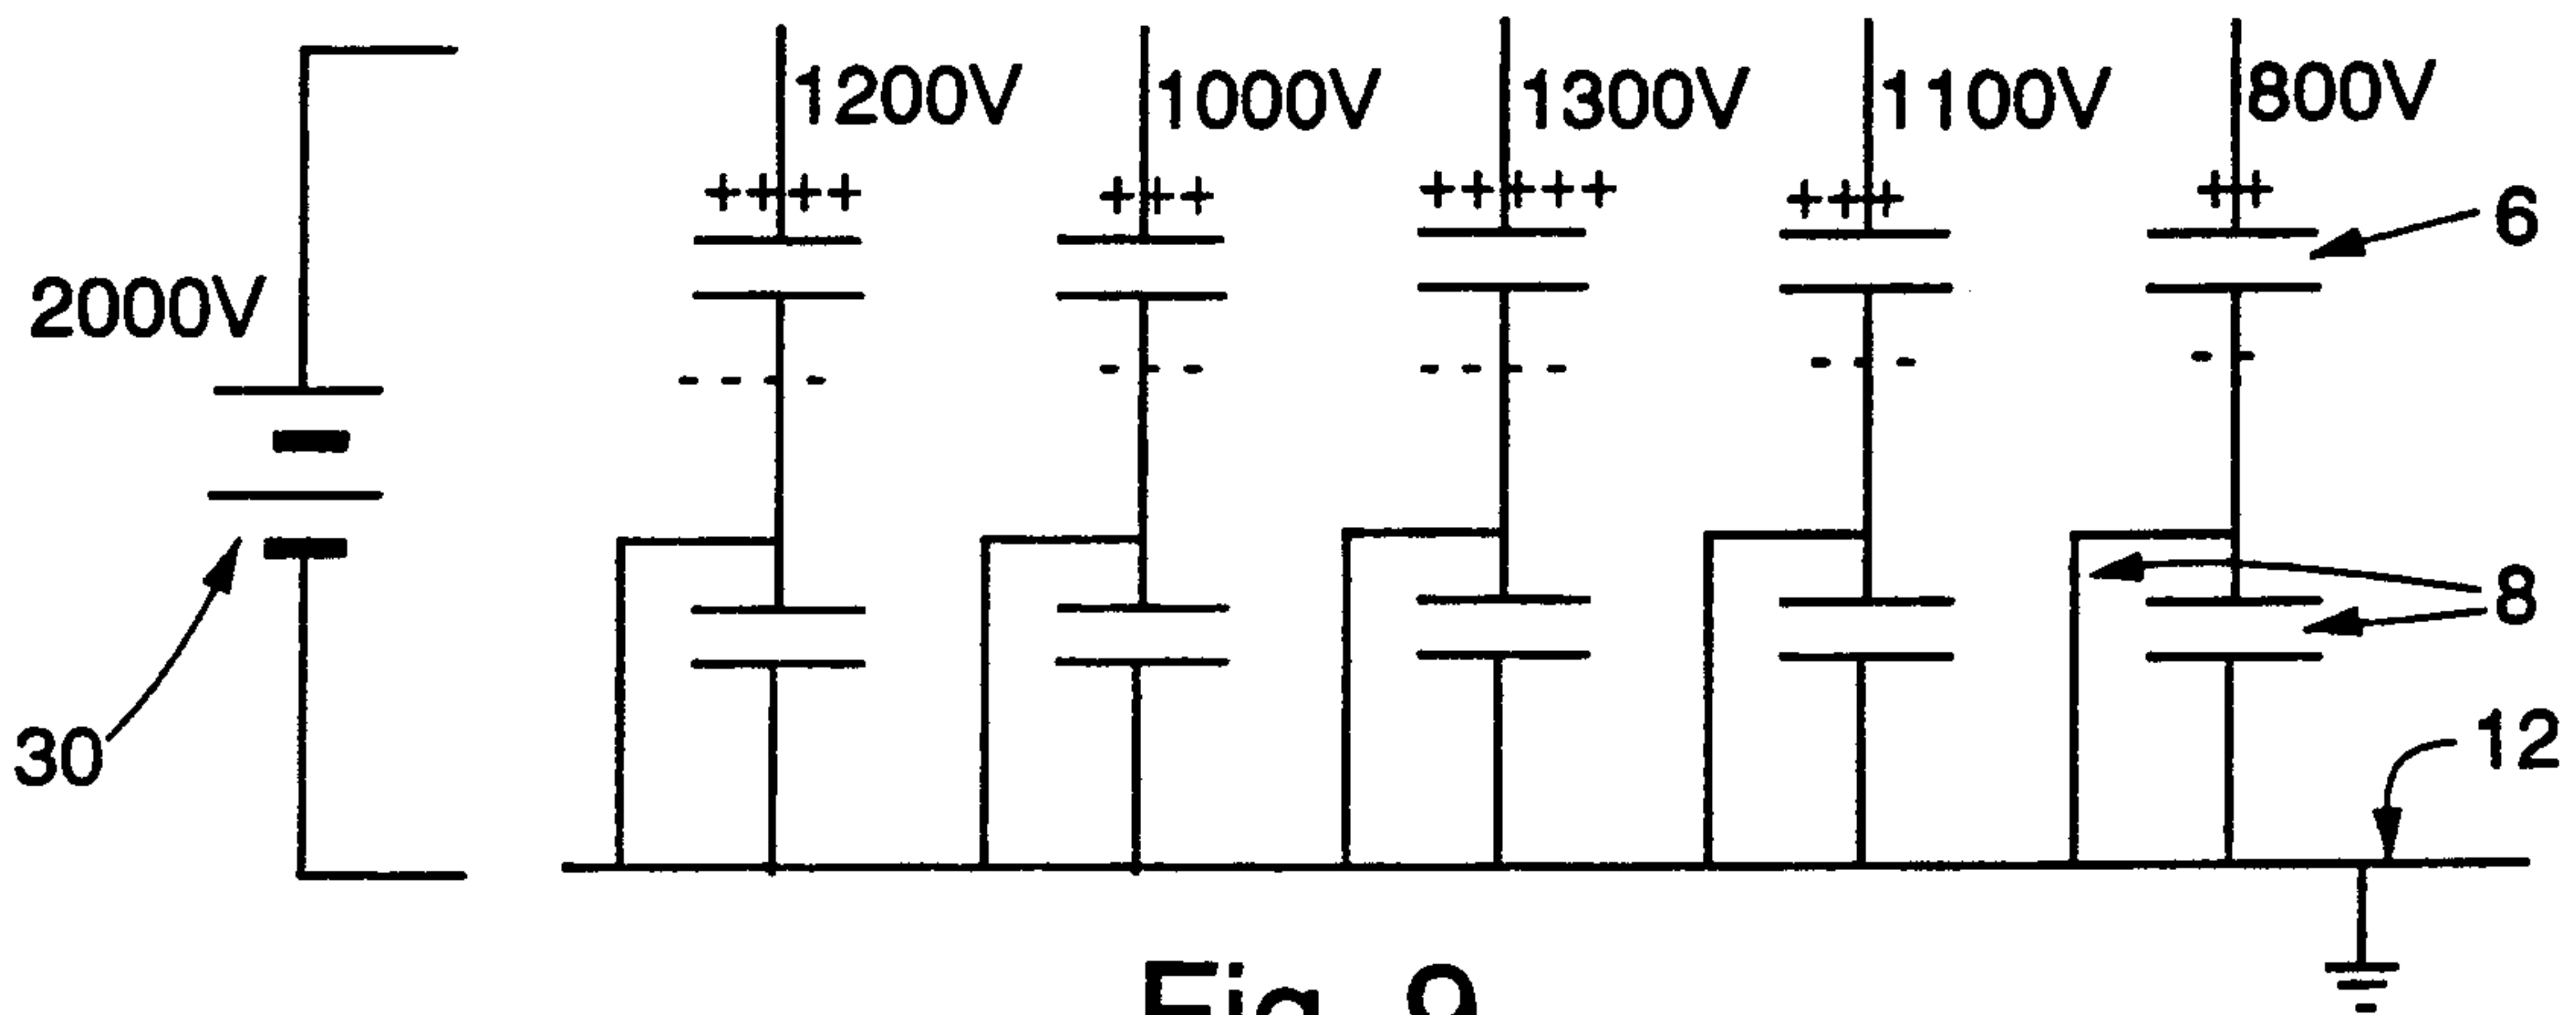 1200V 1000V 1300V 1100V 800V
++++ +++ +++++ +++ ++
6
2000V
- - - - - - - - - - - - - - - -
8
30
12
Fig. 9